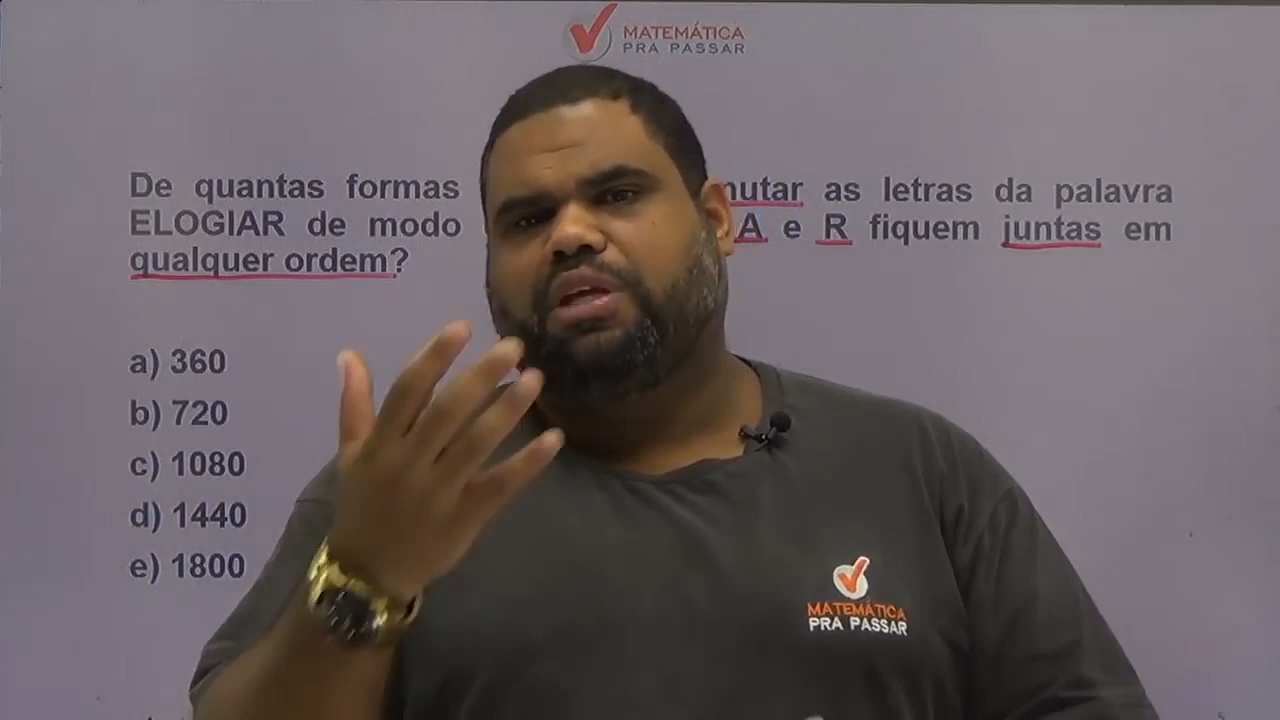 MATEMÁTICA
PRA PASSAR
De quantas formas mutar as letras da palavra
ELOGIAR de modo A e R fiquem juntas em
qualquer ordem?
a) 360
b) 720
c) 1080
d) 1440
e) 1800
MATEMÁTICA
PRA PASSAR